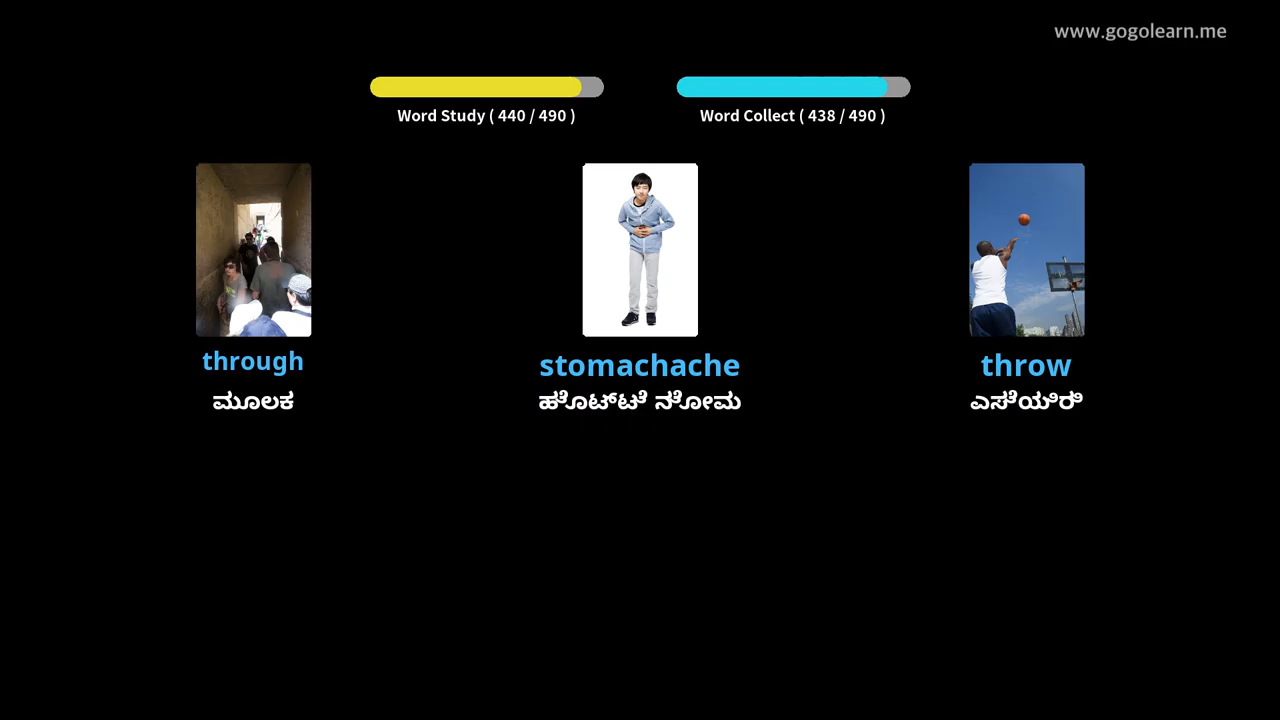 www.gogolearn.me
Word Study ( 440 / 490 )
Word Collect ( 438 / 490 )
through
stomachache
throw
ಮೂಲಕ
ಹೊಟ್ಟೆ ನೋಮ
ಎಸೆಯಿರಿ